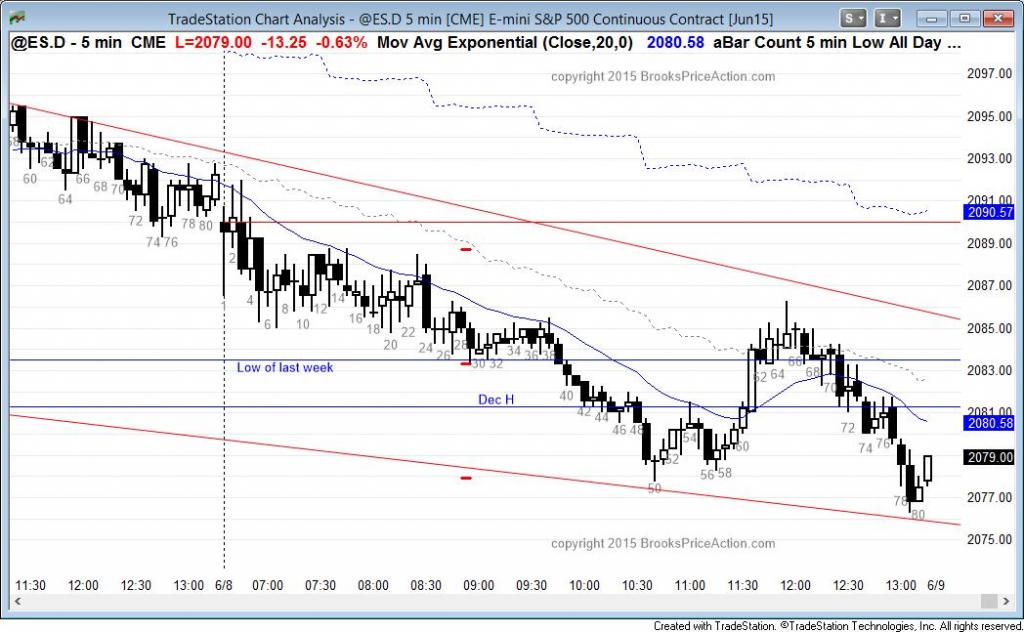 TradeStation Chart Analysis - @ES.D 5 min [CME] E-mini S&P 500 Continuous Contract [Jun15]
S I
@ES.D - 5 min CME L=2079.00 -13.25 -0.63% Mov Avg Exponential (Close,20,0) 2080.58 aBar Count 5 min Low All Day ...
copyright 2015 BrooksPriceAction.com
2097.00
2095.00
2093.00
2091.00
2090.57
2089.00
2087.00
2085.00
2083.00
2081.00
2080.58
2079.00
2077.00
2075.00
60 62 64 66 68 70 72 74 76 78 80
2 4 6 8 10 12 14 16 18 20 22 24 26 28 30 32 34 36 38
Low of last week
Dec H
40 42 44 46 48 50 52 54 56 58 60
62 64 66 68 70 72 74 76 78 80
copyright 2015 BrooksPriceAction.com
11:30 12:00 12:30 13:00 6/8 07:00 07:30 08:00 08:30 09:00 09:30 10:00 10:30 11:00 11:30 12:00 12:30 13:00 6/9
Created with TradeStation. ©TradeStation Technologies, Inc. All rights reserved.